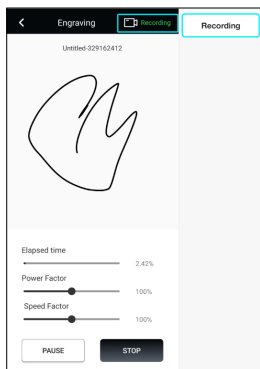 Engraving
Recording
Recording
Untitled-329162412
Elapsed time
2.42%
Power Factor
100%
Speed Factor
100%
PAUSE
STOP